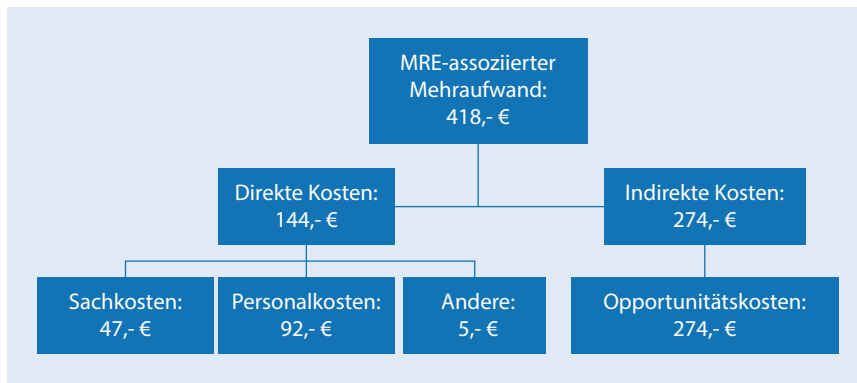 MRE-assoziierter
Mehraufwand:
418,- €
Direkte Kosten:
144,- €
Indirekte Kosten:
274,- €
Sachkosten:
47,- €
Personalkosten:
92,- €
Andere:
5,- €
Opportunitätskosten:
274,- €